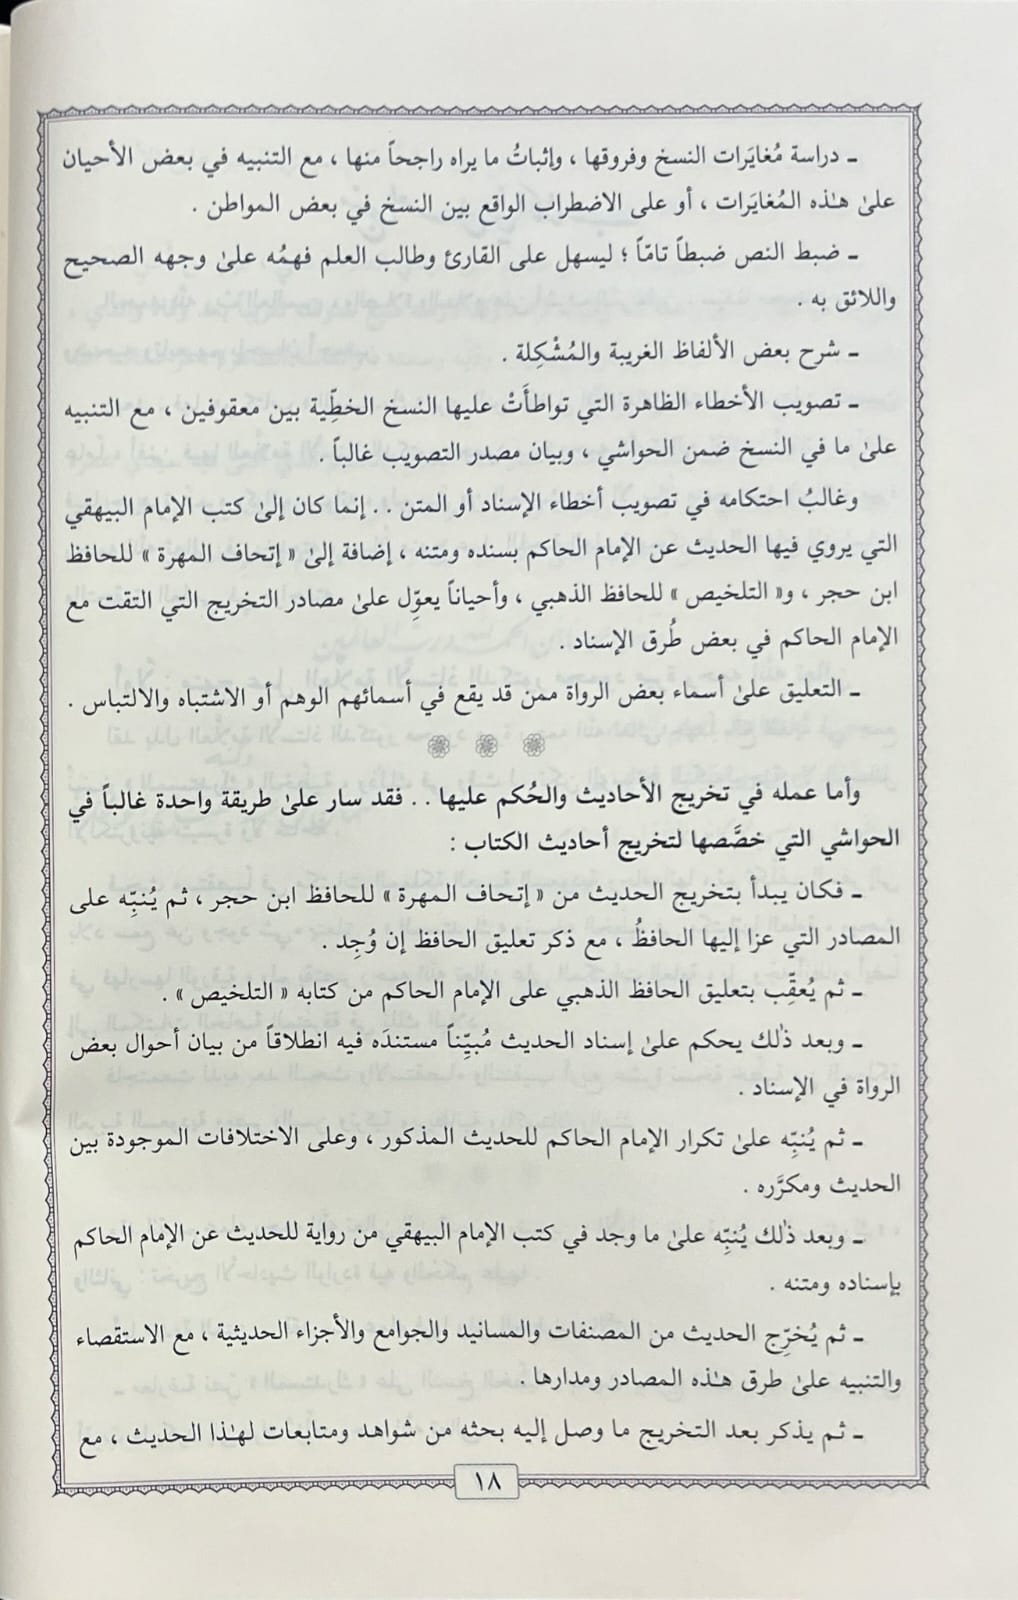 ـ دراسة مُغايَرات النسخ وفروقها ، وإثباتُ ما يراه راجحاً منها ، مع التنبيه في بعض الأحيان
علىٰ هـٰذه المُغايَرات ، أو على الاضطراب الواقع بين النسخ في بعض المواطن .
ـ ضبط النص ضبطاً تامّاً ؛ ليسهل على القارئ وطالب العلم فهمُه علىٰ وجهه الصحيح
واللائق به .
ـ شرح بعض الألفاظ الغريبة والمُشْكِلة .
ـ تصويب الأخطاء الظاهرة التي تواطأَتْ عليها النسخ الخطِّية بين معقوفين ، مع التنبيه
علىٰ ما في النسخ ضمن الحواشي ، وبيان مصدر التصويب غالباً .
وغالبُ احتكامه في تصويب أخطاء الإسناد أو المتن . . إنما كان إلىٰ كتب الإمام البيهقي
التي يروي فيها الحديث عن الإمام الحاكم بسنده ومتنه ، إضافة إلىٰ « إتحاف المهرة » للحافظ
ابن حجر ، و« التلخيص » للحافظ الذهبي ، وأحياناً يعوِّل علىٰ مصادر التخريج التي التقت مع
الإمام الحاكم في بعض طُرق الإسناد .
ـ التعليق علىٰ أسماء بعض الرواة ممن قد يقع في أسمائهم الوهم أو الاشتباه والالتباس .
وأما عمله في تخريج الأحاديث والحُكم عليها . . فقد سار علىٰ طريقة واحدة غالباً في
الحواشي التي خصَّصها لتخريج أحاديث الكتاب :
ـ فكان يبدأ بتخريج الحديث من « إتحاف المهرة » للحافظ ابن حجر ، ثم يُنبِّه على
المصادر التي عزا إليها الحافظُ ، مع ذكر تعليق الحافظ إن وُجِد .
ـ ثم يُعقِّب بتعليق الحافظ الذهبي على الإمام الحاكم من كتابه « التلخيص » .
ـ وبعد ذٰلك يحكم علىٰ إسناد الحديث مُبيِّناً مستندَه فيه انطلاقاً من بيان أحوال بعض
الرواة في الإسناد .
ـ ثم يُنبِّه علىٰ تكرار الإمام الحاكم للحديث المذكور ، وعلى الاختلافات الموجودة بين
الحديث ومكرَّره .
ـ وبعد ذٰلك يُنبِّه علىٰ ما وجد في كتب الإمام البيهقي من رواية للحديث عن الإمام الحاكم
بإسناده ومتنه .
ـ ثم يُخرِّج الحديث من المصنفات والمسانيد والجوامع والأجزاء الحديثية ، مع الاستقصاء
والتنبيه علىٰ طرق هـٰذه المصادر ومدارها .
ـ ثم يذكر بعد التخريج ما وصل إليه بحثه من شواهد ومتابعات لهـٰذا الحديث ، مع
١٨